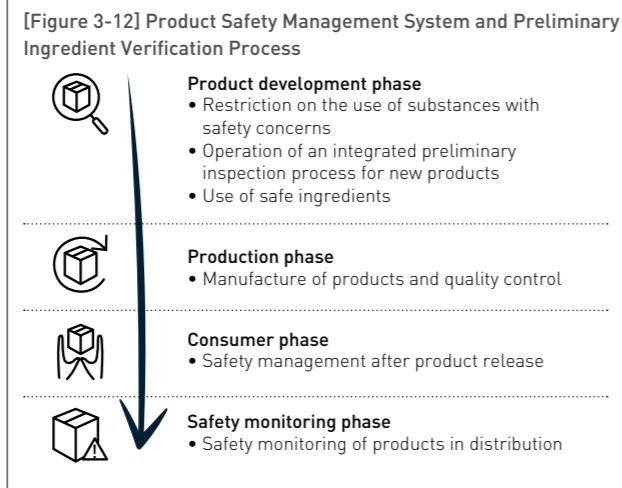 [Figure 3-12] Product Safety Management System and Preliminary
Ingredient Verification Process
Product development phase
• Restriction on the use of substances with
safety concerns
• Operation of an integrated preliminary
inspection process for new products
• Use of safe ingredients
Production phase
• Manufacture of products and quality control
Consumer phase
• Safety management after product release
Safety monitoring phase
• Safety monitoring of products in distribution